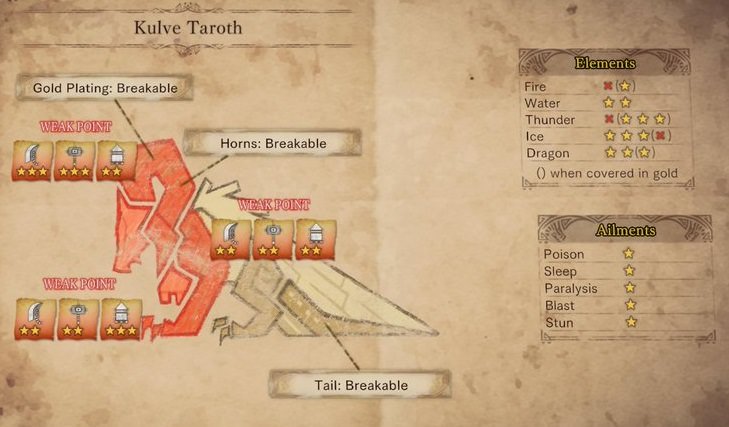 Kulve Taroth
Gold Plating: Breakable
Horns: Breakable
WEAK POINT
WEAK POINT
WEAK POINT
Tail: Breakable
Elements
Fire
Water
Thunder
Ice
Dragon
() when covered in gold
Ailments
Poison
Sleep
Paralysis
Blast
Stun